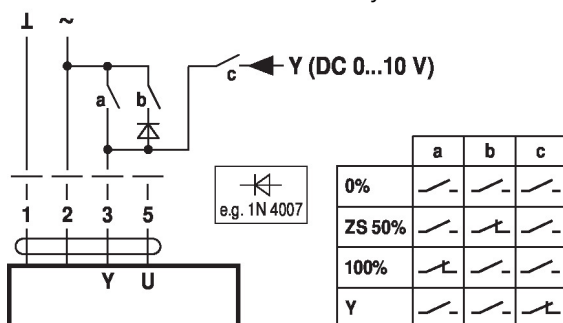 ⊥ ~
a
b
c
Y (DC 0...10 V)
e.g. 1N 4007
1 2 3 5
Y U
a b c
0%
ZS 50%
100%
Y